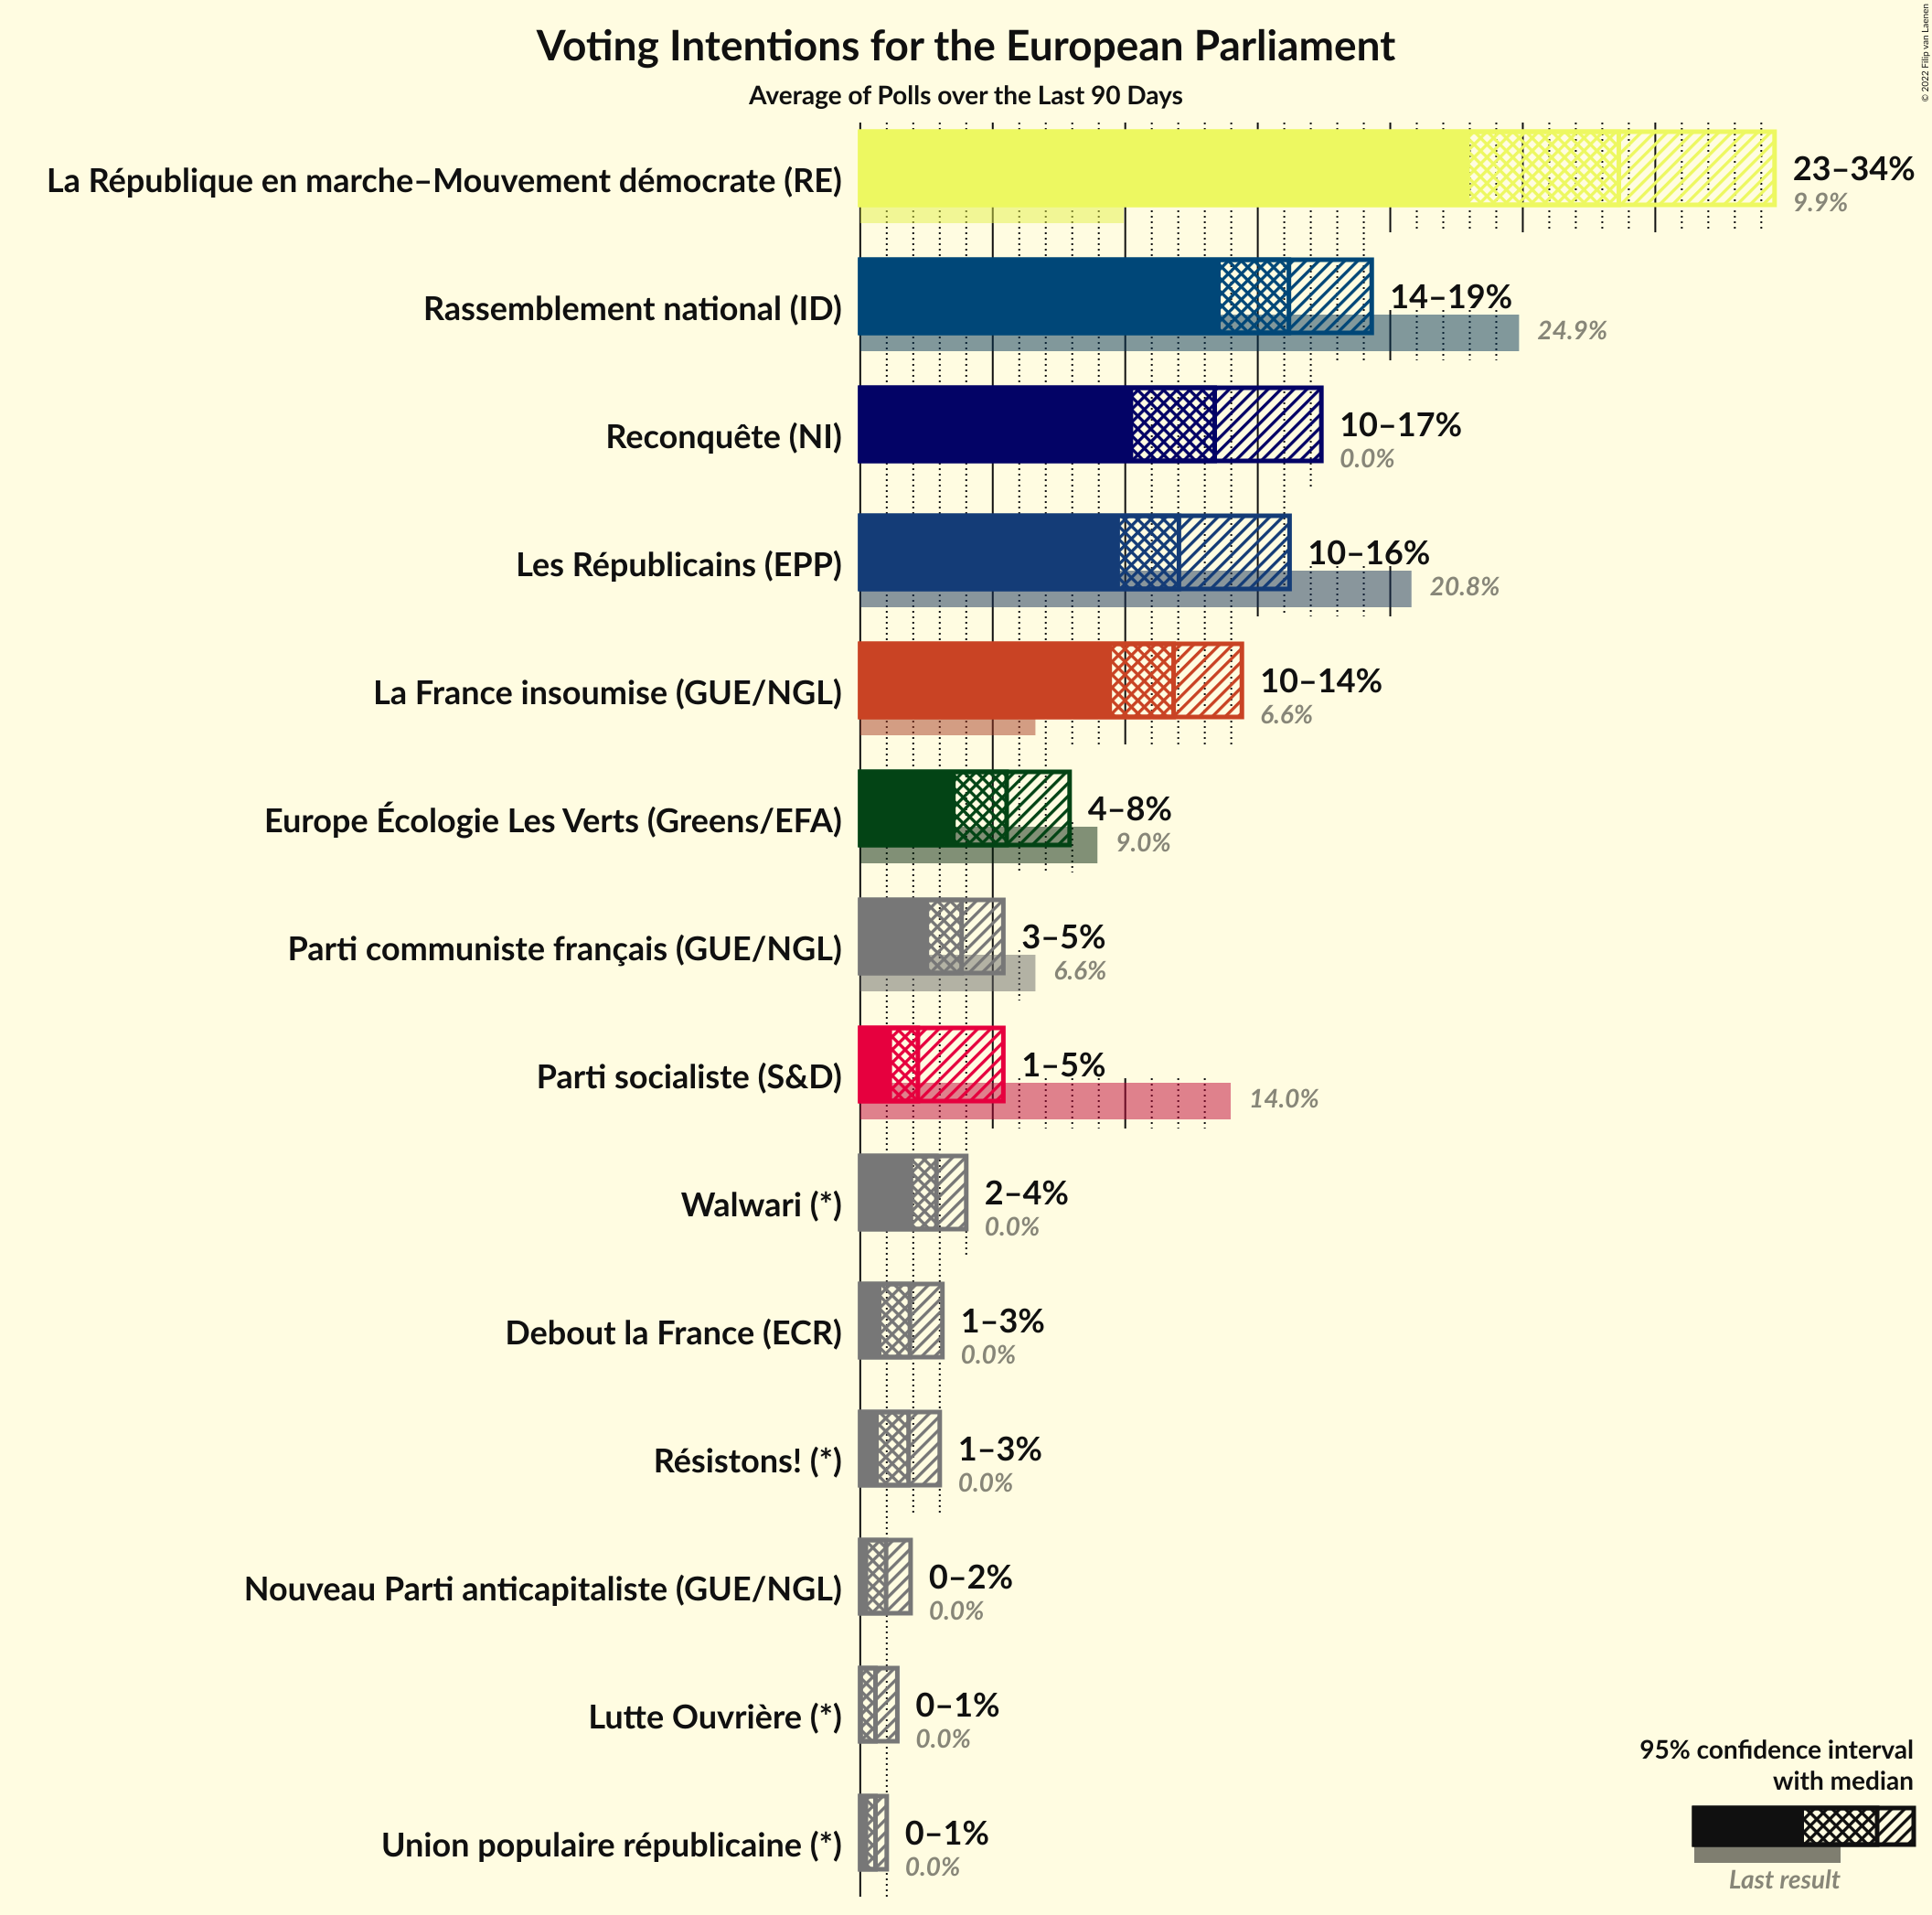 Voting Intentions for the European Parliament
Average of Polls over the Last 90 Days
© 2022 Filip van Laenen
La République en marche–Mouvement démocrate (RE)
23–34%
9.9%
Rassemblement national (ID)
14–19%
24.9%
Reconquête (NI)
10–17%
0.0%
Les Républicains (EPP)
10–16%
20.8%
La France insoumise (GUE/NGL)
10–14%
6.6%
Europe Écologie Les Verts (Greens/EFA)
4–8%
9.0%
Parti communiste français (GUE/NGL)
3–5%
6.6%
Parti socialiste (S&D)
1–5%
14.0%
Walwari (*)
2–4%
0.0%
Debout la France (ECR)
1–3%
0.0%
Résistons! (*)
1–3%
0.0%
Nouveau Parti anticapitaliste (GUE/NGL)
0–2%
0.0%
Lutte Ouvrière (*)
0–1%
0.0%
Union populaire républicaine (*)
0–1%
0.0%
95% confidence interval
with median
Last result